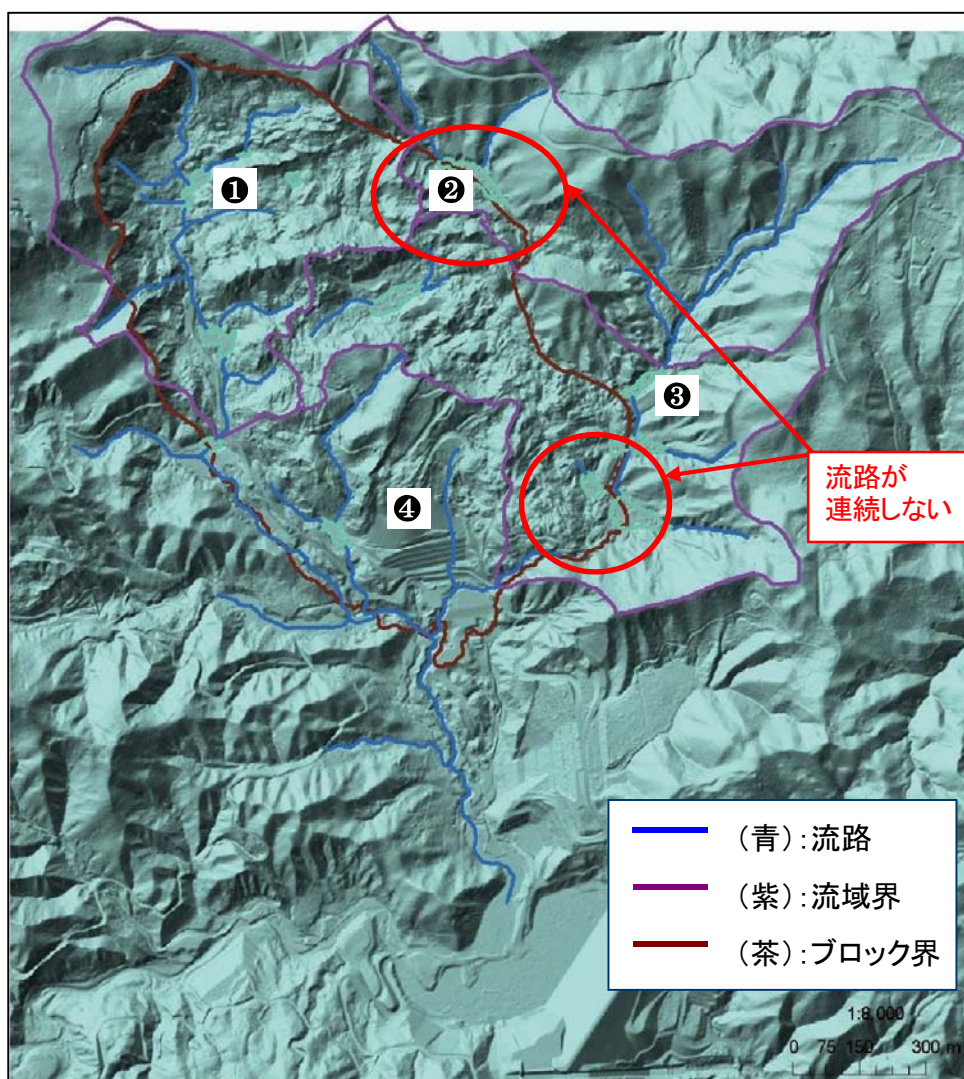 ❶
❷
❸
❹
流路が
連続しない
（青）：流路
（紫）：流域界
（茶）：ブロック界
1:8,000
0 75 150 300 m